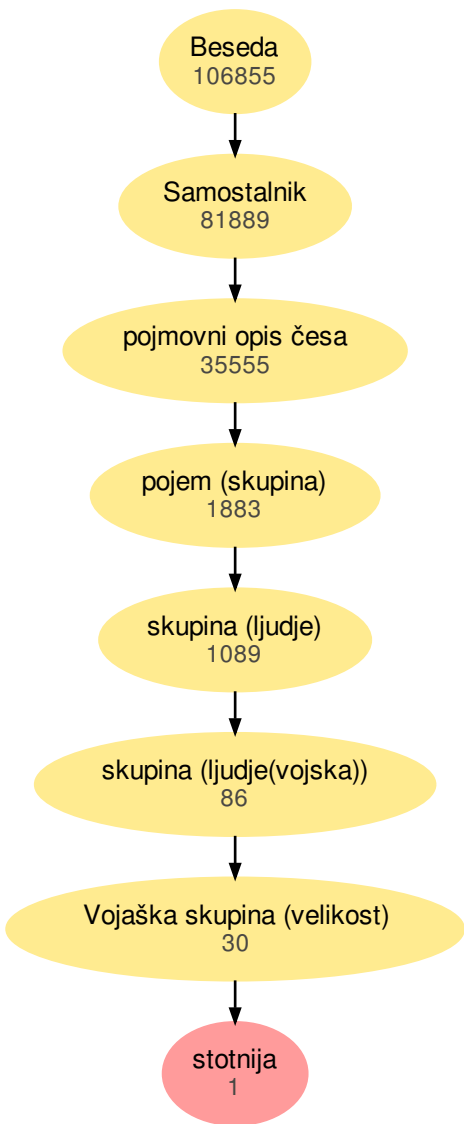 Beseda
106855
Samostalnik
81889
pojmovni opis česa
35555
pojem (skupina)
1883
skupina (ljudje)
1089
skupina (ljudje(vojska))
86
Vojaška skupina (velikost)
30
stotnija
1